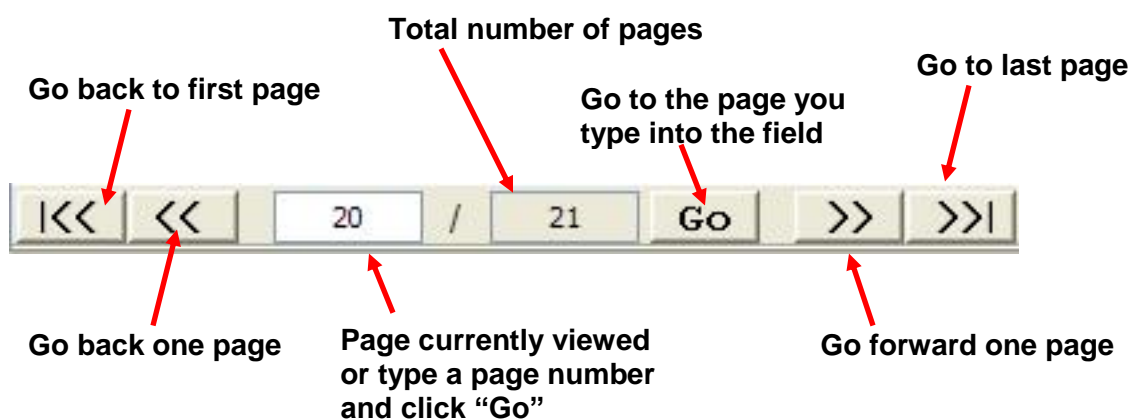 Total number of pages
Go to last page
Go back to first page
Go to the page you
type into the field
|<< << 20 / 21 Go >> >>|
Go back one page
Page currently viewed
or type a page number
and click “Go”
Go forward one page